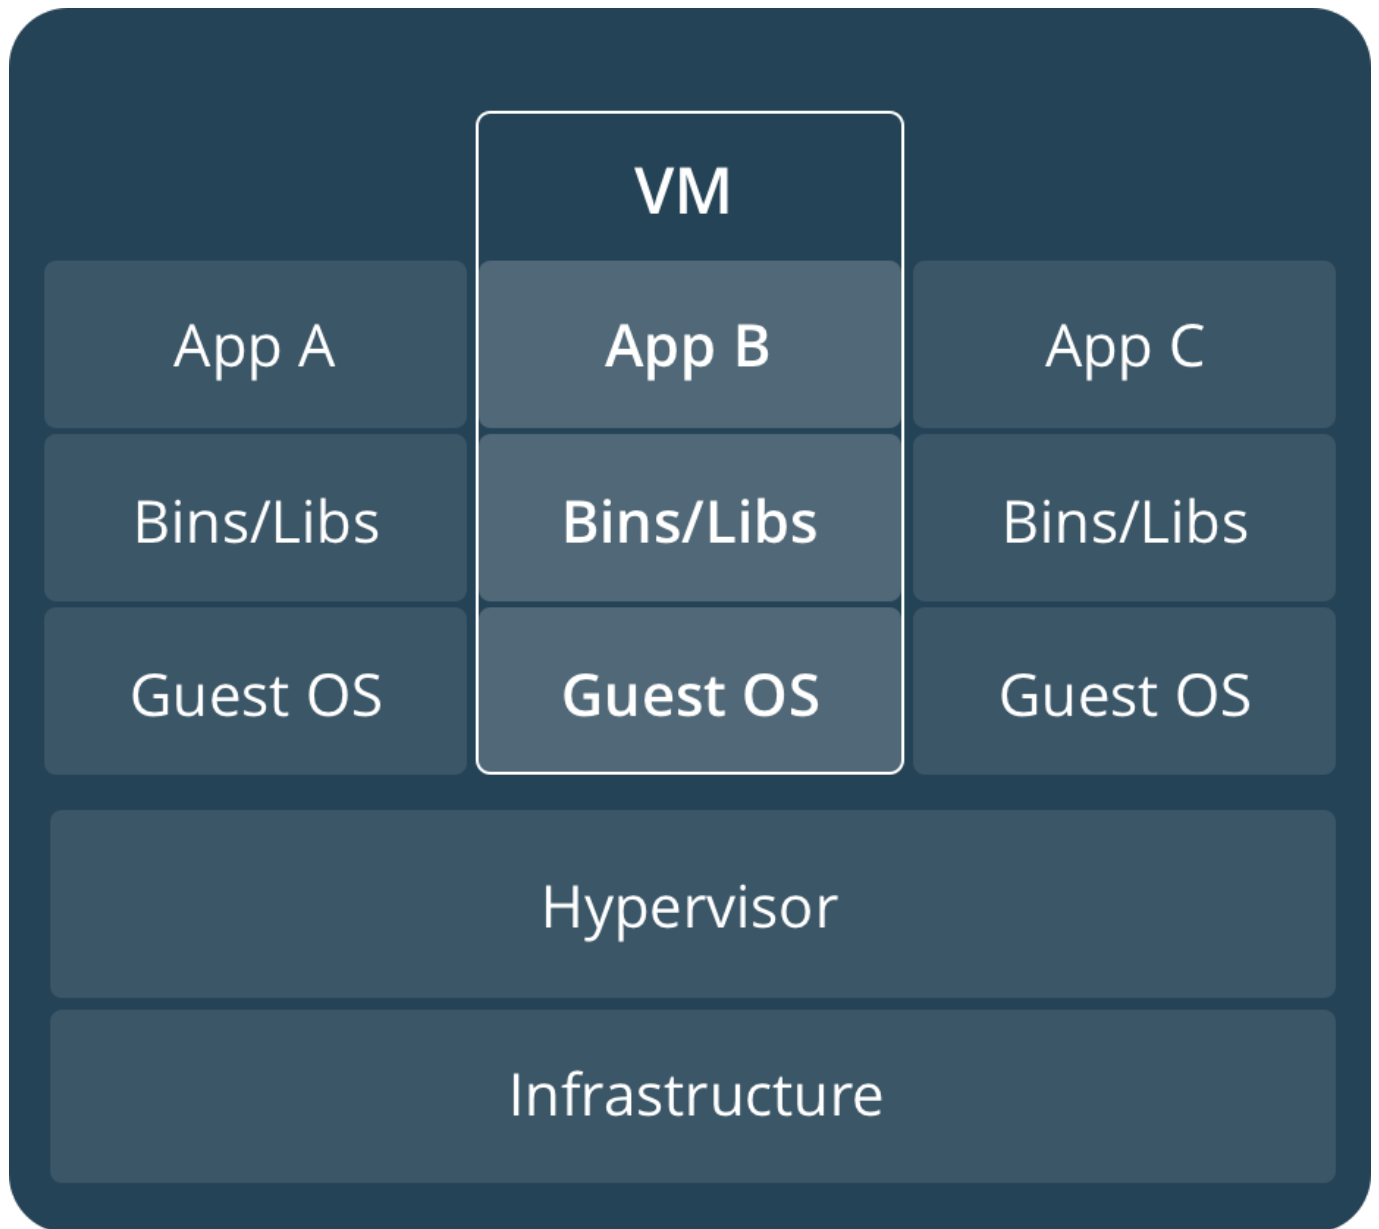 VM
App A
App B
App C
Bins/Libs
Bins/Libs
Bins/Libs
Guest OS
Guest OS
Guest OS
Hypervisor
Infrastructure